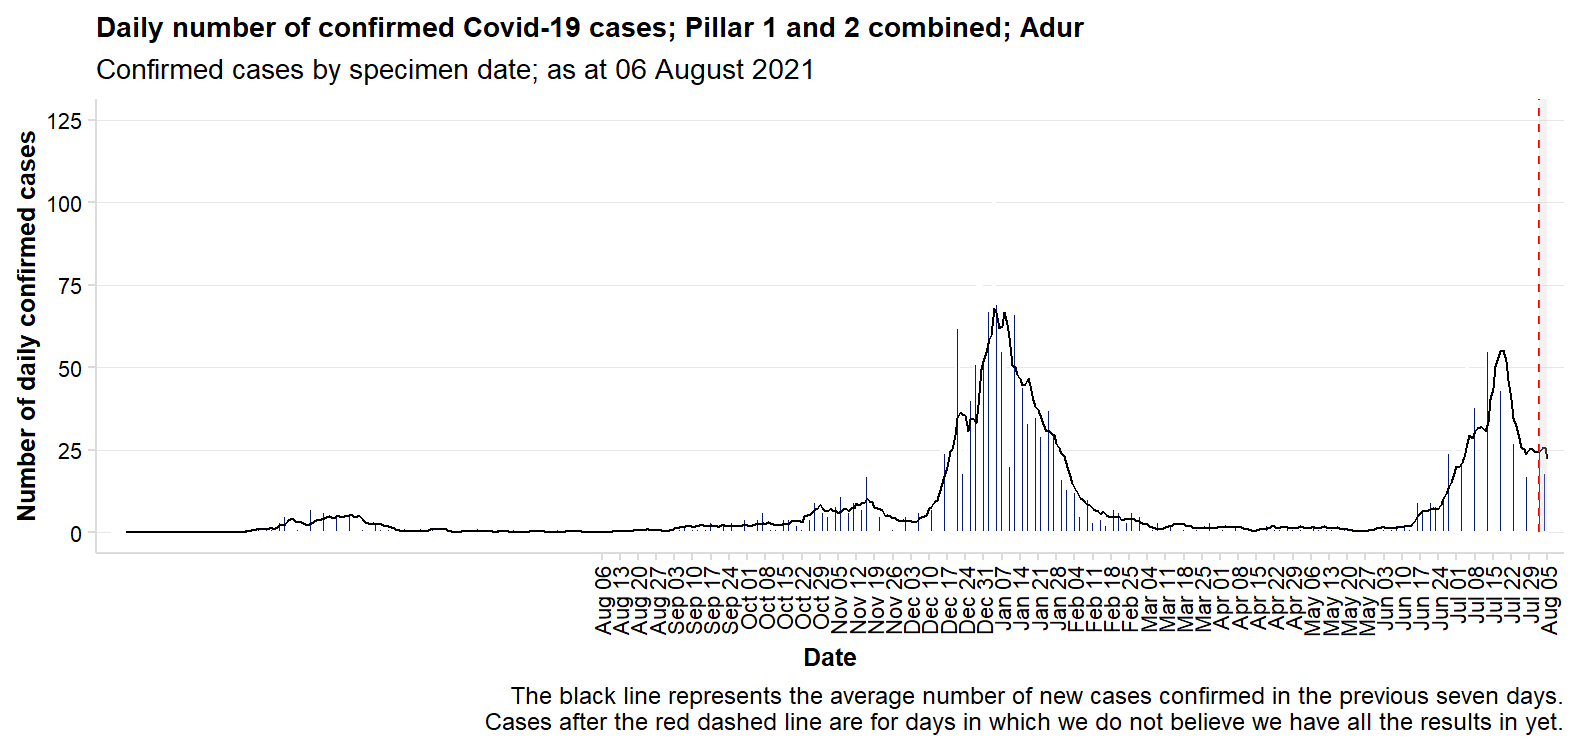 Daily number of confirmed Covid-19 cases; Pillar 1 and 2 combined; Adur
Confirmed cases by specimen date; as at 06 August 2021
Number of daily confirmed cases
125
100
75
50
25
0
Aug 06
Aug 13
Aug 20
Aug 27
Sep 03
Sep 10
Sep 17
Sep 24
Oct 01
Oct 08
Oct 15
Oct 22
Oct 29
Nov 05
Nov 12
Nov 19
Nov 26
Dec 03
Dec 10
Dec 17
Dec 24
Dec 31
Jan 07
Jan 14
Jan 21
Jan 28
Feb 04
Feb 11
Feb 18
Feb 25
Mar 04
Mar 11
Mar 18
Mar 25
Apr 01
Apr 08
Apr 15
Apr 22
Apr 29
May 06
May 13
May 20
May 27
Jun 03
Jun 10
Jun 17
Jun 24
Jul 01
Jul 08
Jul 15
Jul 22
Jul 29
Aug 05
Date
The black line represents the average number of new cases confirmed in the previous seven days.
Cases after the red dashed line are for days in which we do not believe we have all the results in yet.